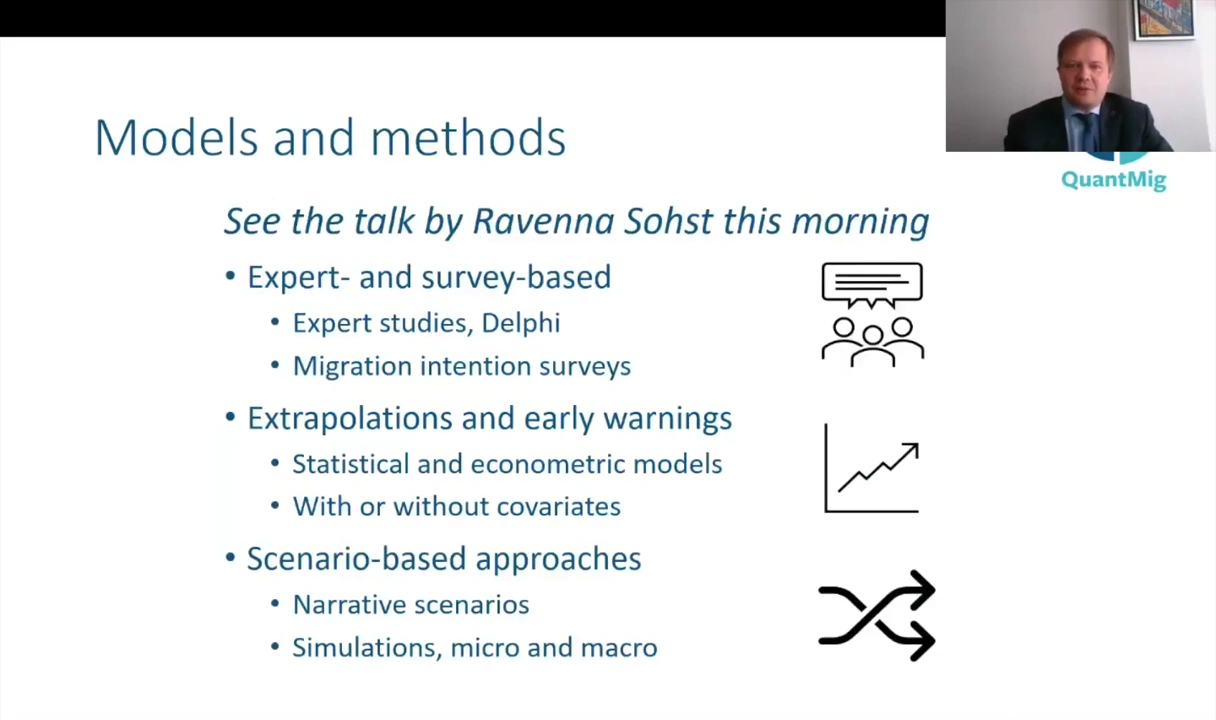 Models and methods
QuantMig
See the talk by Ravenna Sohst this morning
• Expert- and survey-based
• Expert studies, Delphi
• Migration intention surveys
• Extrapolations and early warnings
• Statistical and econometric models
• With or without covariates
• Scenario-based approaches
• Narrative scenarios
• Simulations, micro and macro